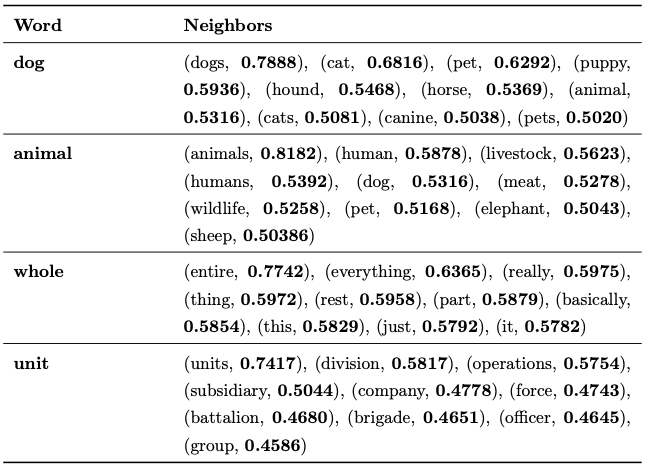 Word Neighbors
dog (dogs, 0.7888), (cat, 0.6816), (pet, 0.6292), (puppy,
0.5936), (hound, 0.5468), (horse, 0.5369), (animal,
0.5316), (cats, 0.5081), (canine, 0.5038), (pets, 0.5020)
animal (animals, 0.8182), (human, 0.5878), (livestock, 0.5623),
(humans, 0.5392), (dog, 0.5316), (meat, 0.5278),
(wildlife, 0.5258), (pet, 0.5168), (elephant, 0.5043),
(sheep, 0.50386)
whole (entire, 0.7742), (everything, 0.6365), (really, 0.5975),
(thing, 0.5972), (rest, 0.5958), (part, 0.5879), (basically,
0.5854), (this, 0.5829), (just, 0.5792), (it, 0.5782)
unit (units, 0.7417), (division, 0.5817), (operations, 0.5754),
(subsidiary, 0.5044), (company, 0.4778), (force, 0.4743),
(battalion, 0.4680), (brigade, 0.4651), (officer, 0.4645),
(group, 0.4586)